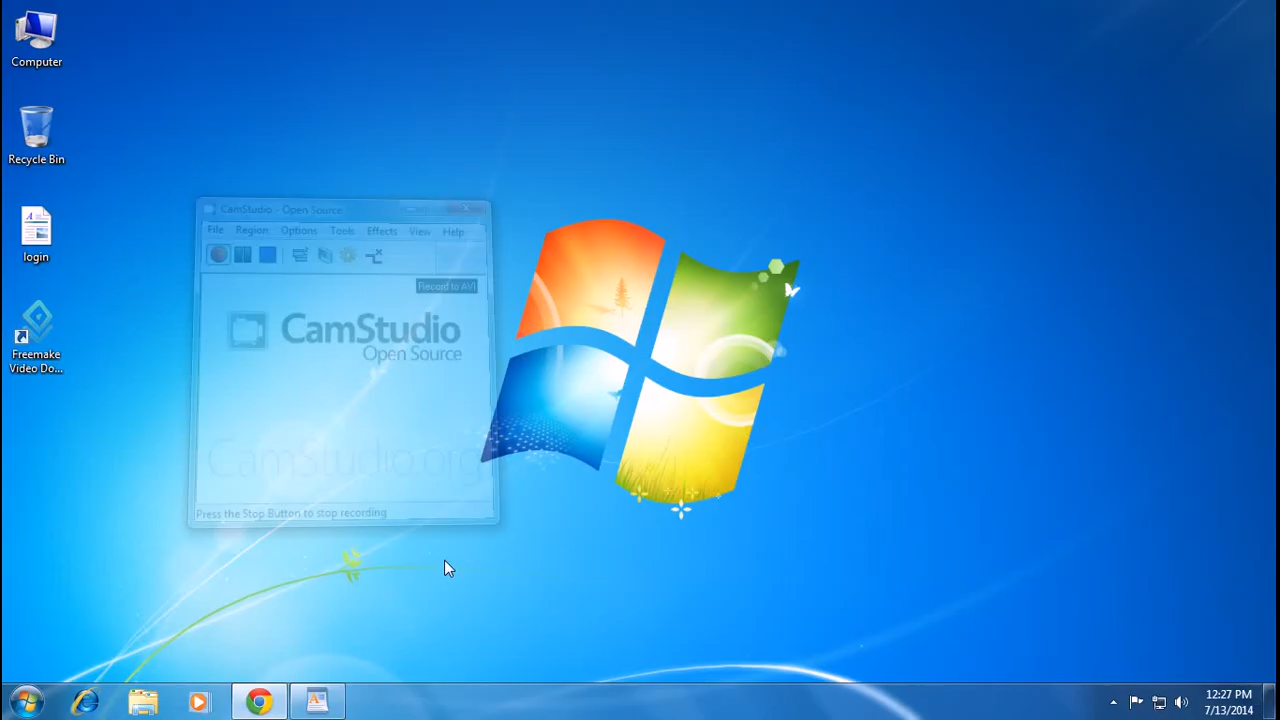 Computer
Recycle Bin
login
Freemake
Video Do...
CamStudio - Open Source
File Region Options Tools Effects View Help
Record to AVI
CamStudio
Open Source
CamStudio.org
Press the Stop Button to stop recording
12:27 PM
7/13/2014